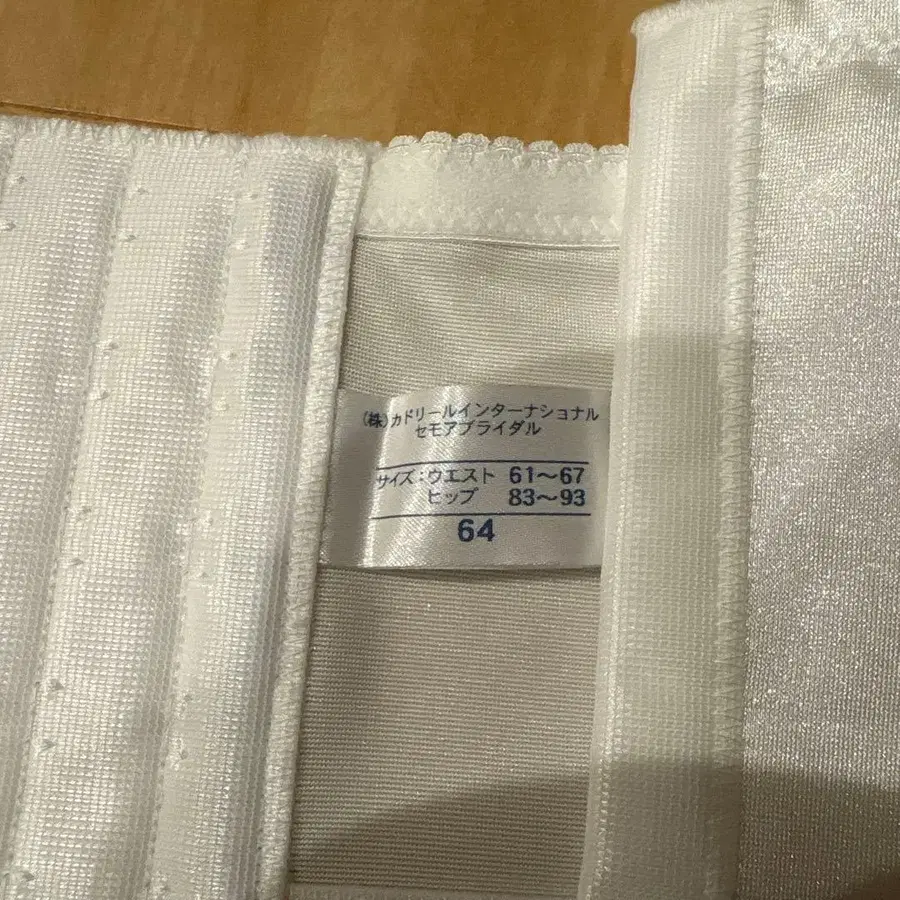 (株)カドリールインターナショナル
セモアブライダル
サイズ：ウエスト 61〜67
ヒップ 83〜93
64